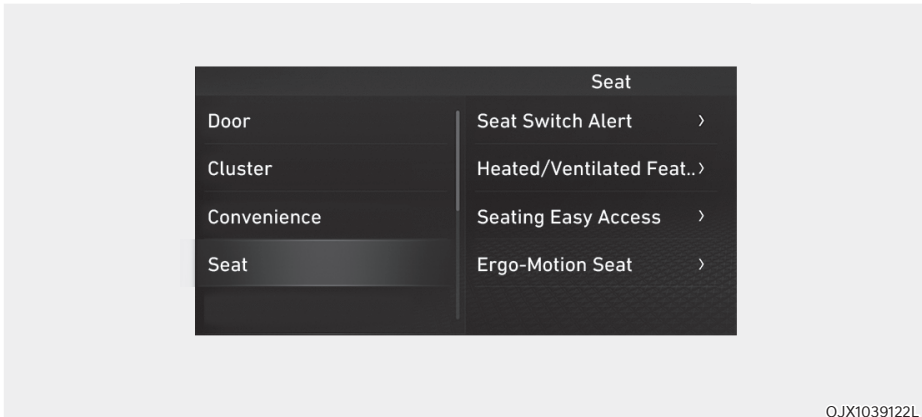 Seat
Door
Cluster
Convenience
Seat
Seat Switch Alert
Heated/Ventilated Feat..
Seating Easy Access
Ergo-Motion Seat
OJX1039122L